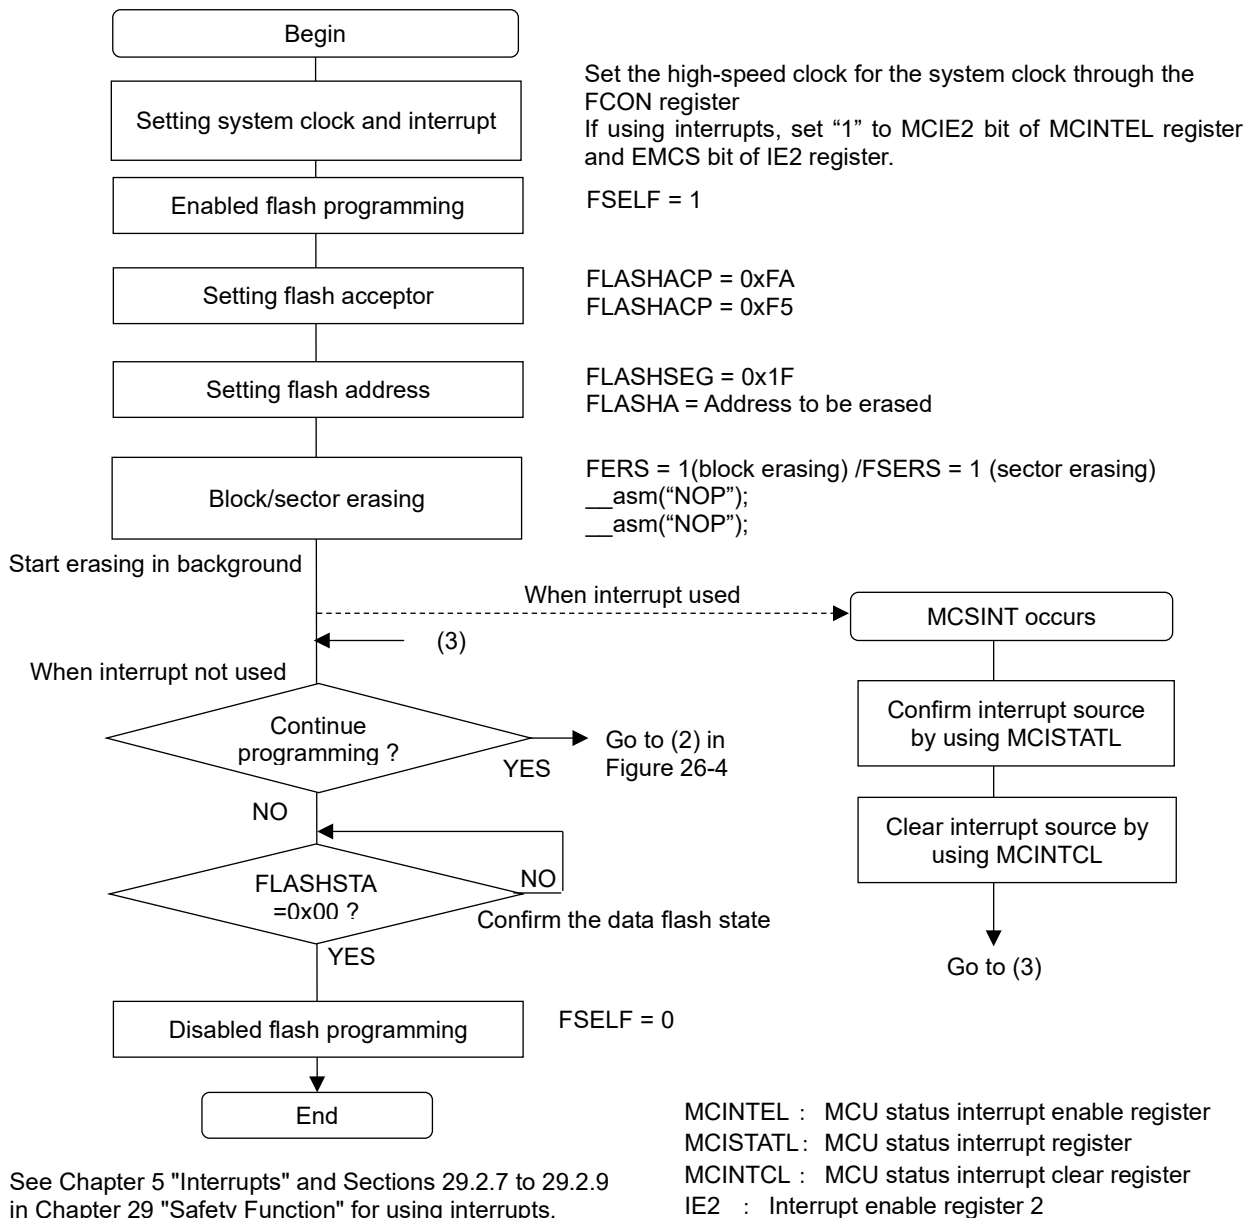 Begin
Setting system clock and interrupt
Set the high-speed clock for the system clock through the
FCON register
If using interrupts, set “1” to MCIE2 bit of MCINTEL register
and EMCS bit of IE2 register.
Enabled flash programming
FSELF = 1
Setting flash acceptor
FLASHACP = 0xFA
FLASHACP = 0xF5
Setting flash address
FLASHSEG = 0x1F
FLASHA = Address to be erased
Block/sector erasing
FERS = 1(block erasing) /FSERS = 1 (sector erasing)
__asm(“NOP”);
__asm(“NOP”);
Start erasing in background
When interrupt used
MCSINT occurs
(3)
When interrupt not used
Confirm interrupt source
by using MCISTATL
Continue
programming ?
YES
Go to (2) in
Figure 26-4
NO
Clear interrupt source by
using MCINTCL
FLASHSTA
=0x00 ?
NO
Confirm the data flash state
YES
Go to (3)
Disabled flash programming
FSELF = 0
End
MCINTEL : MCU status interrupt enable register
MCISTATL : MCU status interrupt register
MCINTCL : MCU status interrupt clear register
IE2 : Interrupt enable register 2
See Chapter 5 "Interrupts" and Sections 29.2.7 to 29.2.9
in Chapter 29 "Safety Function" for using interrupts.